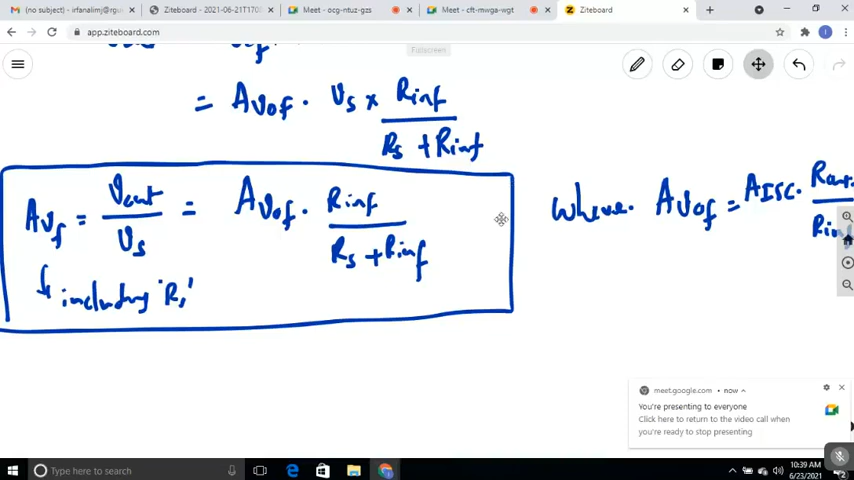 (no subject) - irfanalimj@rgu
Ziteboard - 2021-06-21T1700
Meet - ocg-ntuz-gzs
Meet - cft-mwga-wgt
Ziteboard
app.ziteboard.com
Fullscreen
= Avof . Vs x Rinf / Rs + Rinf
Avf = Vout / Vs = Avof . Rinf / Rs + Rinf
where. Avof = AISC.
including 'Rs'
meet.google.com • now
You're presenting to everyone
Click here to return to the video call when
you're ready to stop presenting
Type here to search
10:39 AM
6/23/2021